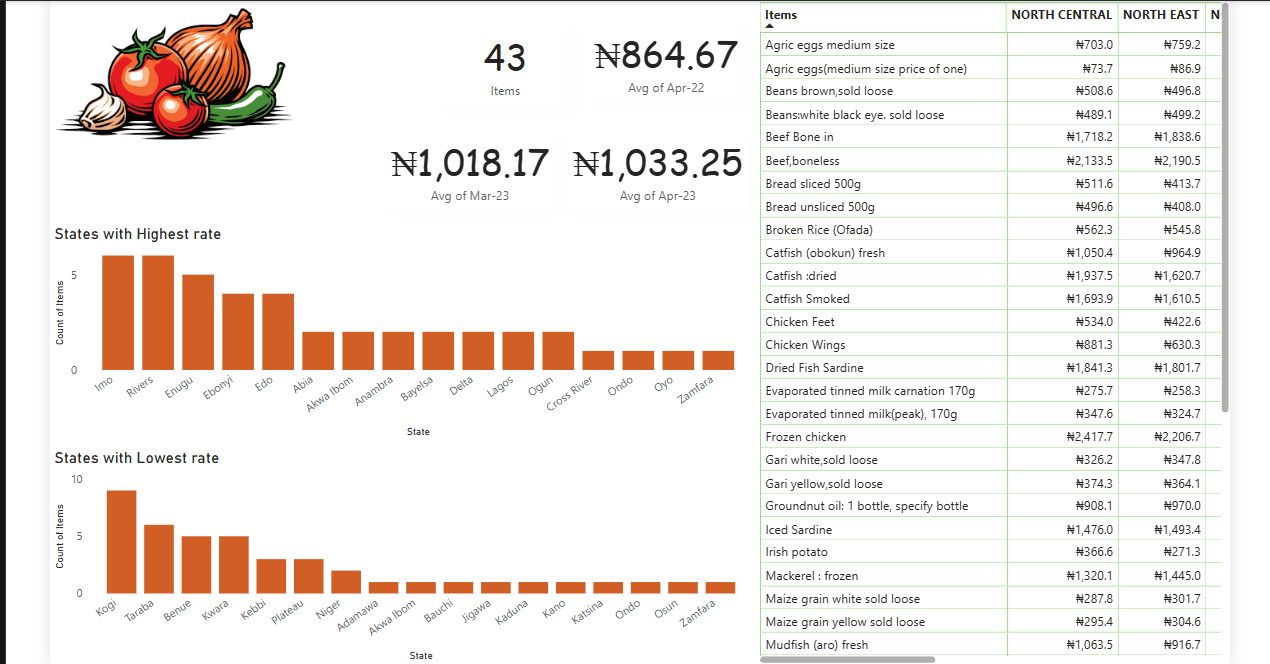 43
Items
₦864.67
Avg of Apr-22
₦1,018.17
Avg of Mar-23
₦1,033.25
Avg of Apr-23
States with Highest rate
Count of Items
5
0
Imo Rivers Enugu Ebonyi Edo Abia Akwa Ibom Anambra Bayelsa Delta Lagos Ogun Cross River Ondo Oyo Zamfara
State
States with Lowest rate
Count of Items
10
5
0
Kogi Taraba Benue Kwara Kebbi Plateau Niger Adamawa Akwa Ibom Bauchi Jigawa Kaduna Kano Katsina Ondo Osun Zamfara
State
Items NORTH CENTRAL NORTH EAST N
Agric eggs medium size ₦703.0 ₦759.2
Agric eggs(medium size price of one) ₦73.7 ₦86.9
Beans brown,sold loose ₦508.6 ₦496.8
Beans:white black eye. sold loose ₦489.1 ₦499.2
Beef Bone in ₦1,718.2 ₦1,838.6
Beef,boneless ₦2,133.5 ₦2,190.5
Bread sliced 500g ₦511.6 ₦413.7
Bread unsliced 500g ₦496.6 ₦408.0
Broken Rice (Ofada) ₦562.3 ₦545.8
Catfish (obokun) fresh ₦1,050.4 ₦964.9
Catfish :dried ₦1,937.5 ₦1,620.7
Catfish Smoked ₦1,693.9 ₦1,610.5
Chicken Feet ₦534.0 ₦422.6
Chicken Wings ₦881.3 ₦630.3
Dried Fish Sardine ₦1,841.3 ₦1,801.7
Evaporated tinned milk carnation 170g ₦275.7 ₦258.3
Evaporated tinned milk(peak), 170g ₦347.6 ₦324.7
Frozen chicken ₦2,417.7 ₦2,206.7
Gari white,sold loose ₦326.2 ₦347.8
Gari yellow,sold loose ₦374.3 ₦364.1
Groundnut oil: 1 bottle, specify bottle ₦908.1 ₦970.0
Iced Sardine ₦1,476.0 ₦1,493.4
Irish potato ₦366.6 ₦271.3
Mackerel : frozen ₦1,320.1 ₦1,445.0
Maize grain white sold loose ₦287.8 ₦301.7
Maize grain yellow sold loose ₦295.4 ₦304.6
Mudfish (aro) fresh ₦1,063.5 ₦916.7